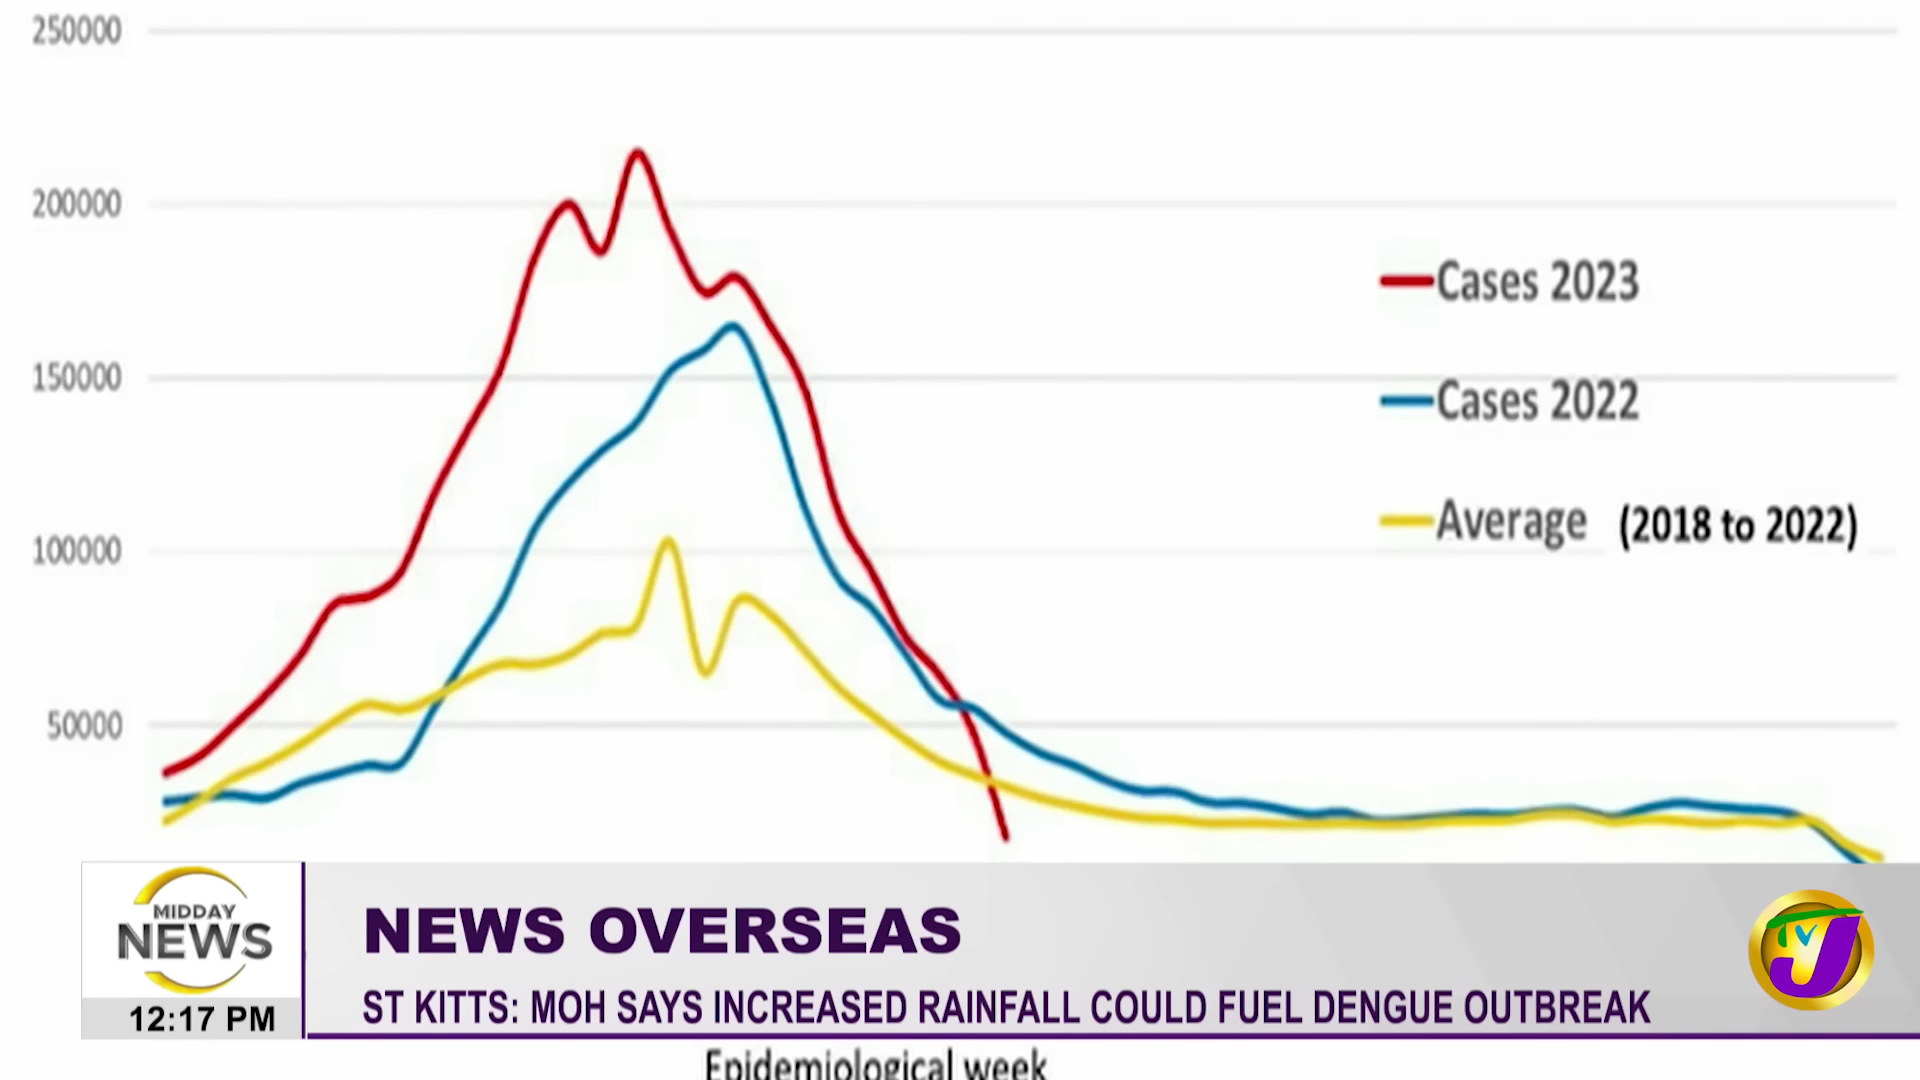 250000
200000
150000
100000
50000
Cases 2023
Cases 2022
Average (2018 to 2022)
MIDDAY
NEWS
12:17 PM
NEWS OVERSEAS
ST KITTS: MOH SAYS INCREASED RAINFALL COULD FUEL DENGUE OUTBREAK
TVJ
Epidemiological week